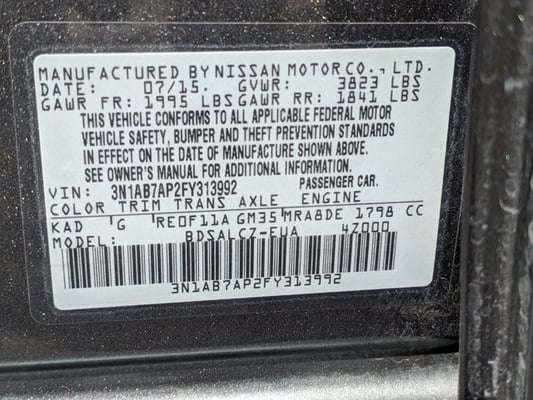 MANUFACTURED BY NISSAN MOTOR CO., LTD.
DATE: 07/15. GVWR: 3823 LBS
GAWR FR: 1995 LBS GAWR RR: 1841 LBS
THIS VEHICLE CONFORMS TO ALL APPLICABLE FEDERAL MOTOR
VEHICLE SAFETY, BUMPER AND THEFT PREVENTION STANDARDS
IN EFFECT ON THE DATE OF MANUFACTURE SHOWN ABOVE.
SEE OWNER'S MANUAL FOR ADDITIONAL INFORMATION.
VIN: 3N1AB7AP2FY313992 PASSENGER CAR.
COLOR TRIM TRANS AXLE ENGINE
KAD G RE0F11A GM35 MRA8DE 1798 CC
MODEL: BDSALCZ-EUA 4Z000
3N1AB7AP2FY313992